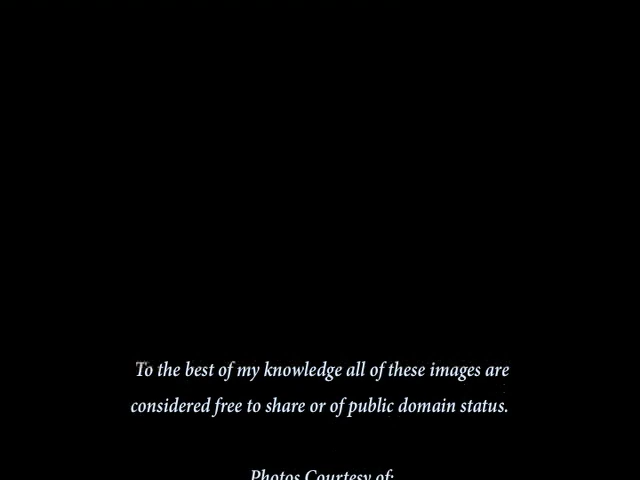 To the best of my knowledge all of these images are
considered free to share or of public domain status.
Photos Courtesy of: